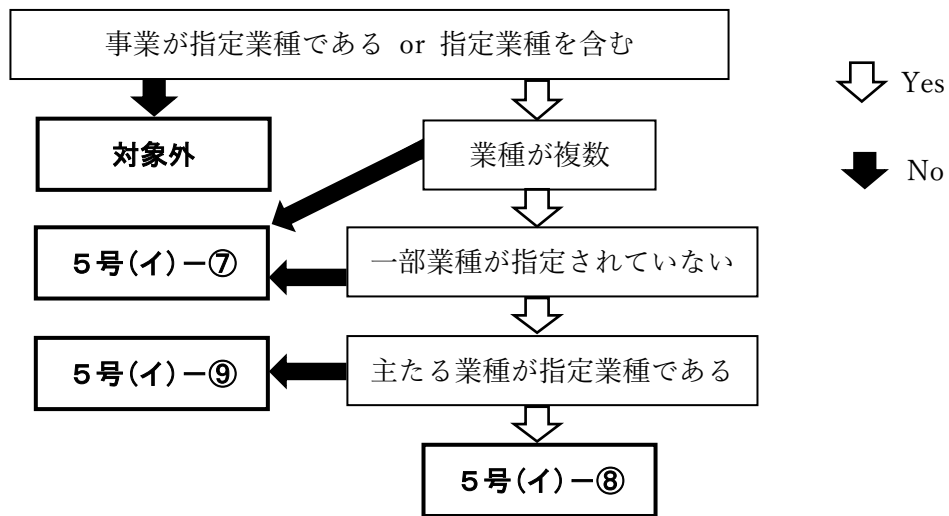 事業が指定業種である or 指定業種を含む
Yes
対象外
業種が複数
No
５号(イ)－⑦
一部業種が指定されていない
５号(イ)－⑨
主たる業種が指定業種である
５号(イ)－⑧